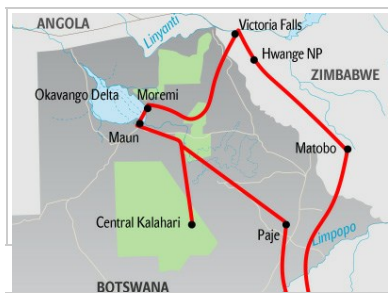 ANGOLA
Linyanti
Victoria Falls
Hwange NP
ZIMBABWE
Okavango Delta
Moremi
Maun
Matobo
Central Kalahari
Paje
Limpopo
BOTSWANA